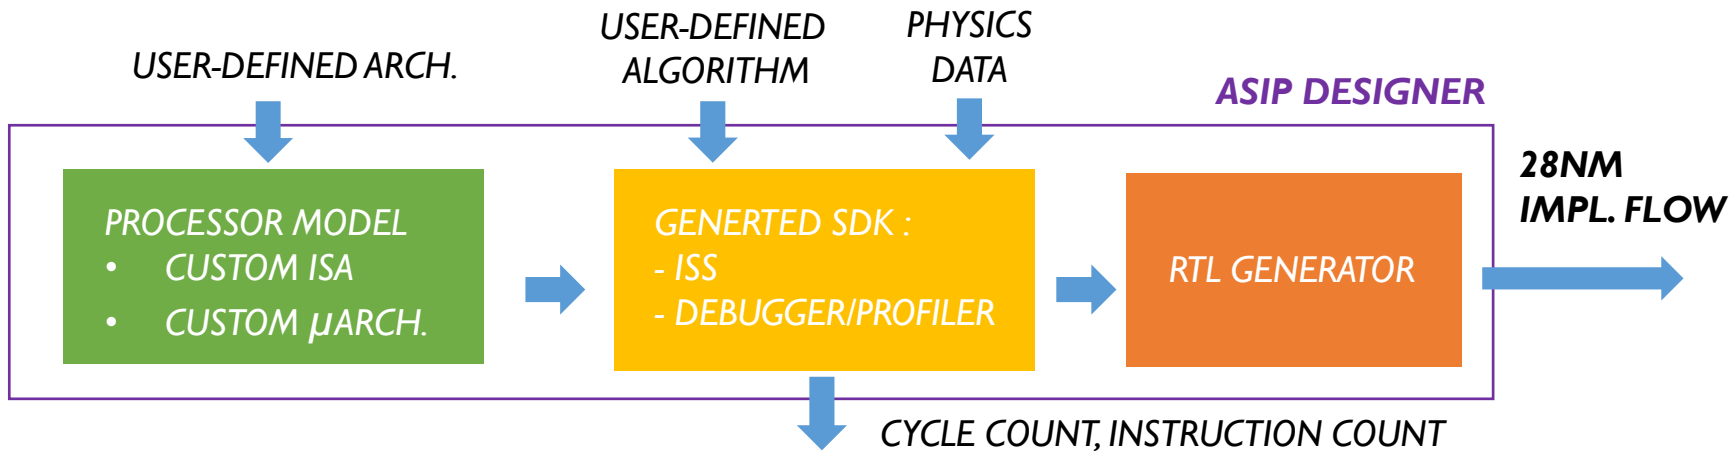 USER-DEFINED ARCH.
USER-DEFINED
ALGORITHM
PHYSICS
DATA
ASIP DESIGNER
PROCESSOR MODEL
• CUSTOM ISA
• CUSTOM µARCH.
GENERTED SDK :
- ISS
- DEBUGGER/PROFILER
RTL GENERATOR
28NM
IMPL. FLOW
CYCLE COUNT, INSTRUCTION COUNT